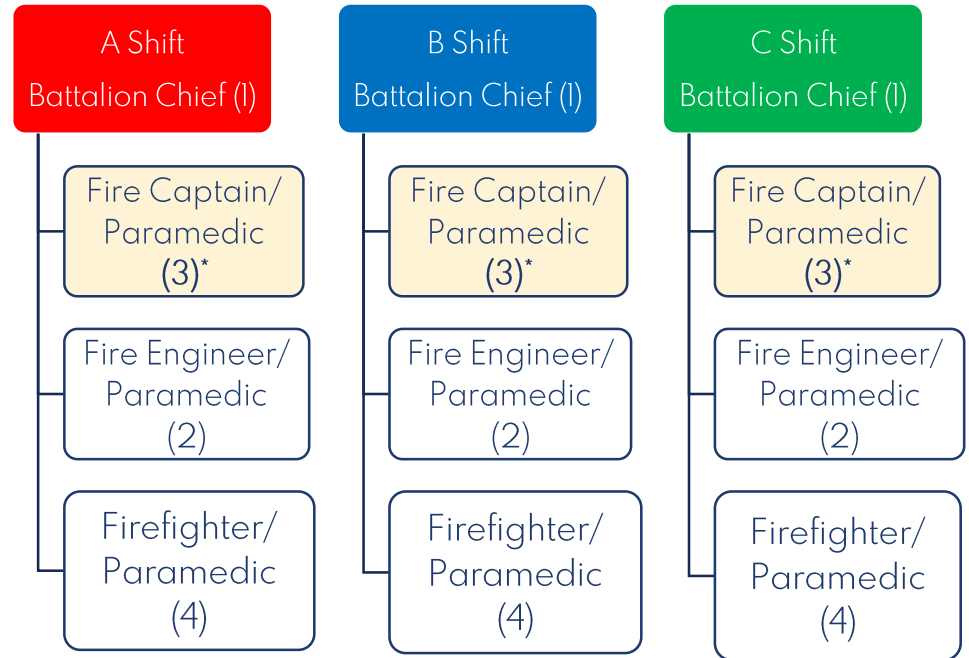 A Shift
Battalion Chief (1)
Fire Captain/
Paramedic
(3)*
Fire Engineer/
Paramedic
(2)
Firefighter/
Paramedic
(4)
B Shift
Battalion Chief (1)
Fire Captain/
Paramedic
(3)*
Fire Engineer/
Paramedic
(2)
Firefighter/
Paramedic
(4)
C Shift
Battalion Chief (1)
Fire Captain/
Paramedic
(3)*
Fire Engineer/
Paramedic
(2)
Firefighter/
Paramedic
(4)